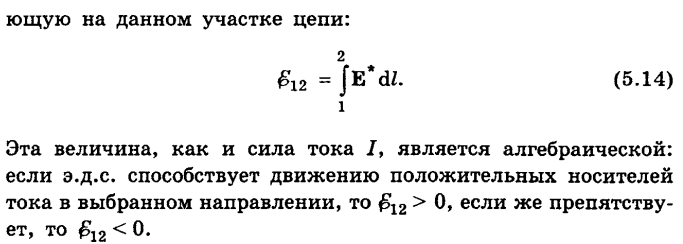 ющую на данном участке цепи:
ℰ₁₂ = ∫₁² E* dl. (5.14)
Эта величина, как и сила тока I, является алгебраической:
если э.д.с. способствует движению положительных носителей
тока в выбранном направлении, то ℰ₁₂ > 0, если же препятству-
ет, то ℰ₁₂ < 0.